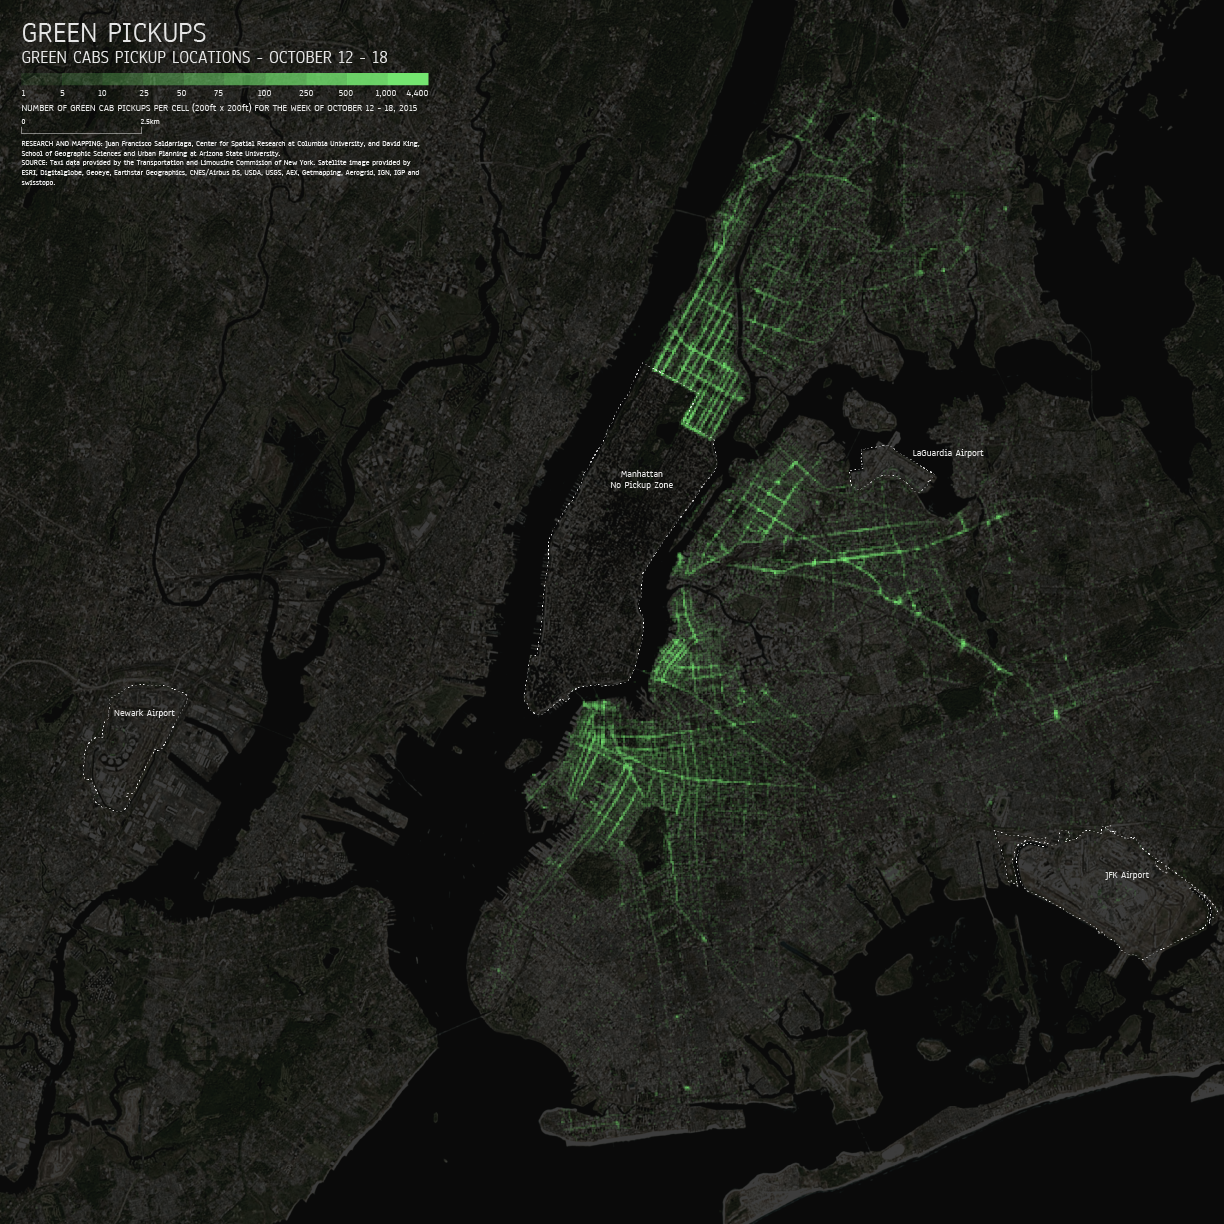 GREEN PICKUPS
GREEN CABS PICKUP LOCATIONS - OCTOBER 12 - 18
1 5 10 25 50 75 100 250 500 1,000 4,400
NUMBER OF GREEN CAB PICKUPS PER CELL (200ft x 200ft) FOR THE WEEK OF OCTOBER 12 - 18, 2015
0 2.5km
RESEARCH AND MAPPING: Juan Francisco Saldarriaga, Center for Spatial Research at Columbia University, and David King,
School of Geographic Sciences and Urban Planning at Arizona State University.
SOURCE: Taxi data provided by the Transportation and Limousine Commision of New York. Satellite image provided by
ESRI, DigitalGlobe, Geoeye, Earthstar Geographics, CNES/Airbus DS, USDA, USGS, AEX, Getmapping, Aerogrid, IGN, IGP and
swisstopo.
LaGuardia Airport
Manhattan
No Pickup Zone
Newark Airport
JFK Airport